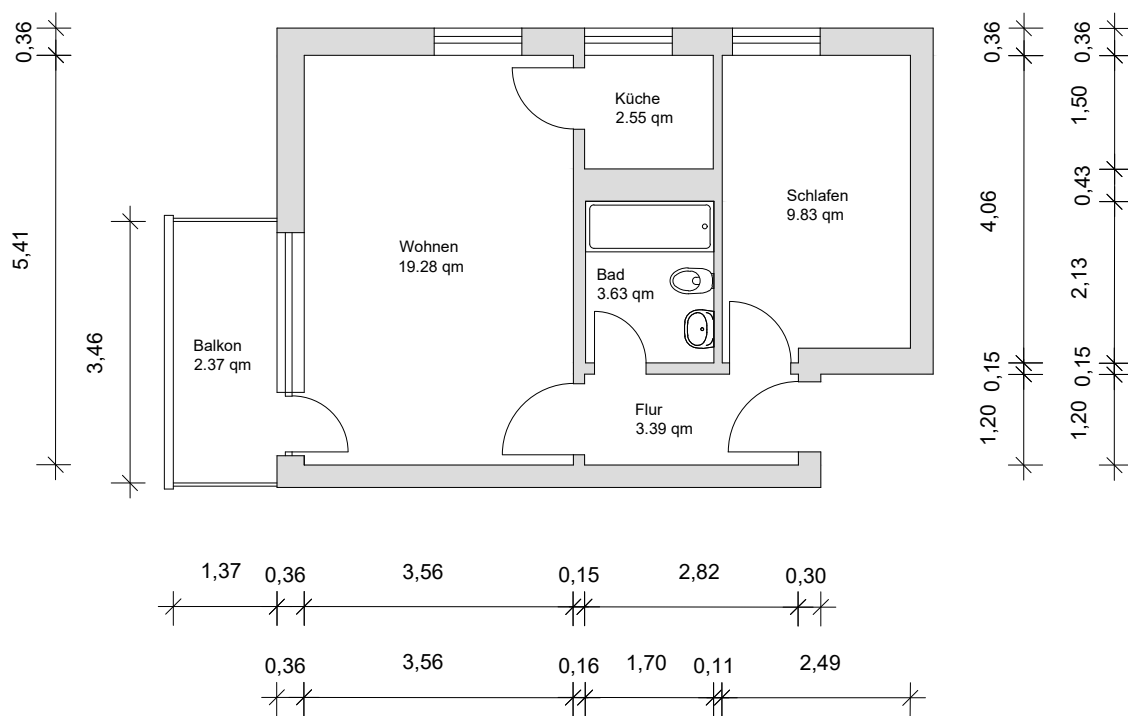 0,36
5,41
3,46
Küche
2.55 qm
Schlafen
9.83 qm
Wohnen
19.28 qm
Bad
3.63 qm
Balkon
2.37 qm
Flur
3.39 qm
0,36
4,06
0,15
1,20
0,36
1,50
0,43
2,13
0,15
1,20
1,37 0,36 3,56 0,15 2,82 0,30
0,36 3,56 0,16 1,70 0,11 2,49